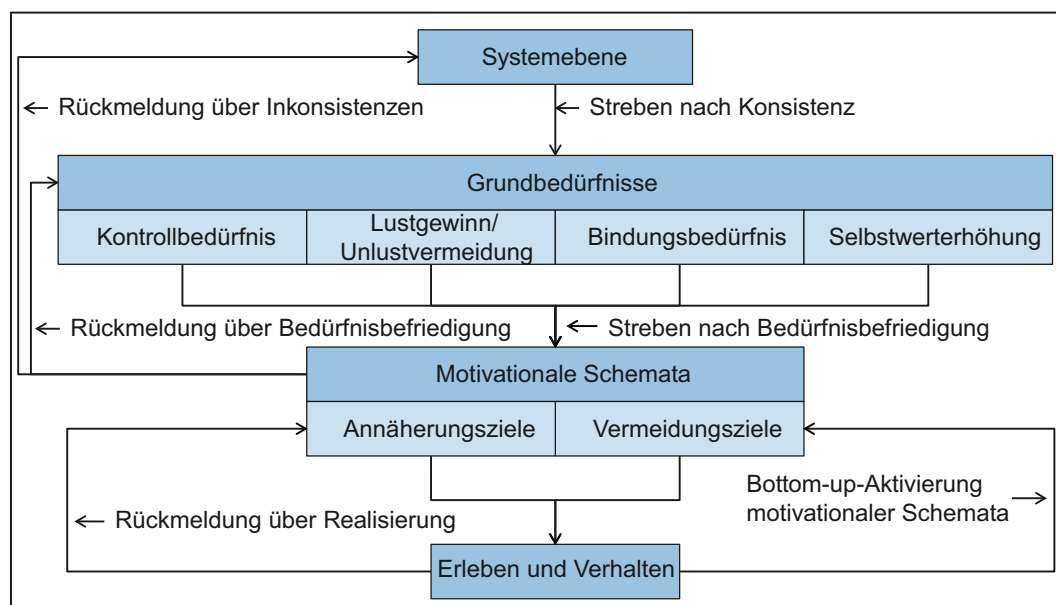 Systemebene
Rückmeldung über Inkonsistenzen
Streben nach Konsistenz
Grundbedürfnisse
Kontrollbedürfnis
Lustgewinn/
Unlustvermeidung
Bindungsbedürfnis
Selbstwerterhöhung
Rückmeldung über Bedürfnisbefriedigung
Streben nach Bedürfnisbefriedigung
Motivationale Schemata
Annäherungsziele
Vermeidungsziele
Rückmeldung über Realisierung
Bottom-up-Aktivierung
motivationaler Schemata
Erleben und Verhalten